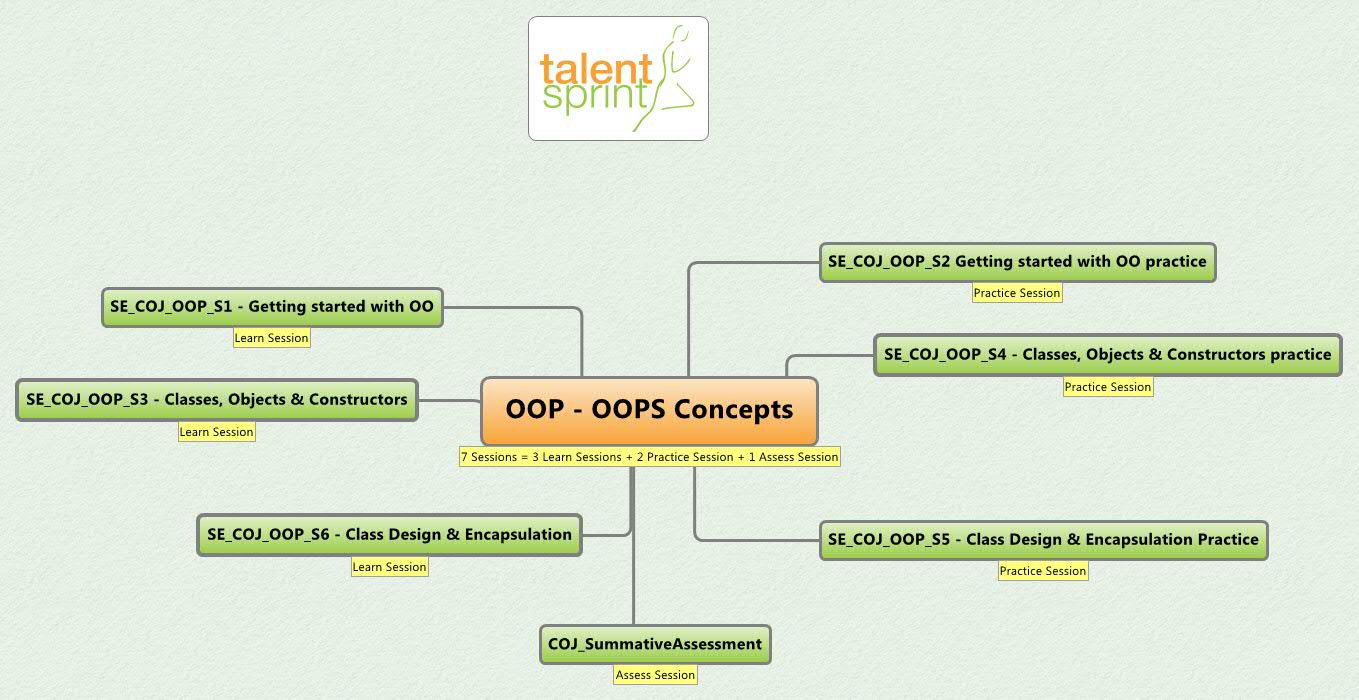 talent
sprint
SE_COJ_OOP_S2 Getting started with OO practice
Practice Session
SE_COJ_OOP_S1 - Getting started with OO
Learn Session
SE_COJ_OOP_S4 - Classes, Objects & Constructors practice
Practice Session
SE_COJ_OOP_S3 - Classes, Objects & Constructors
Learn Session
OOP - OOPS Concepts
7 Sessions = 3 Learn Sessions + 2 Practice Session + 1 Assess Session
SE_COJ_OOP_S6 - Class Design & Encapsulation
Learn Session
SE_COJ_OOP_S5 - Class Design & Encapsulation Practice
Practice Session
COJ_SummativeAssessment
Assess Session